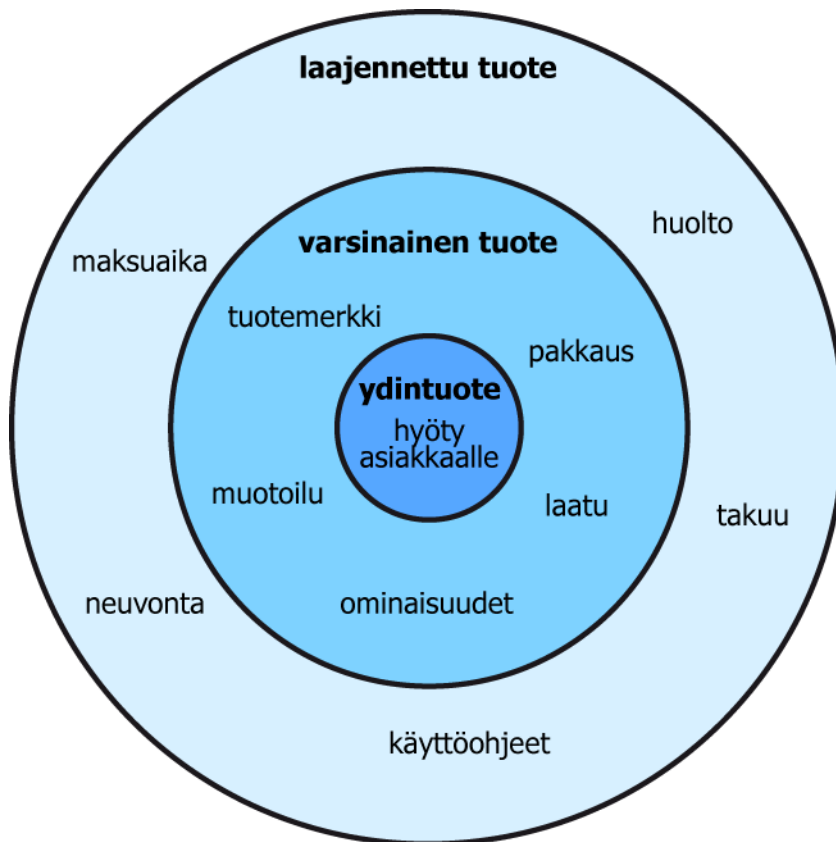 laajennettu tuote
huolto
maksuaika
varsinainen tuote
tuotemerkki
pakkaus
ydintuote
hyöty
asiakkaalle
muotoilu
laatu
takuu
neuvonta
ominaisuudet
käyttöohjeet